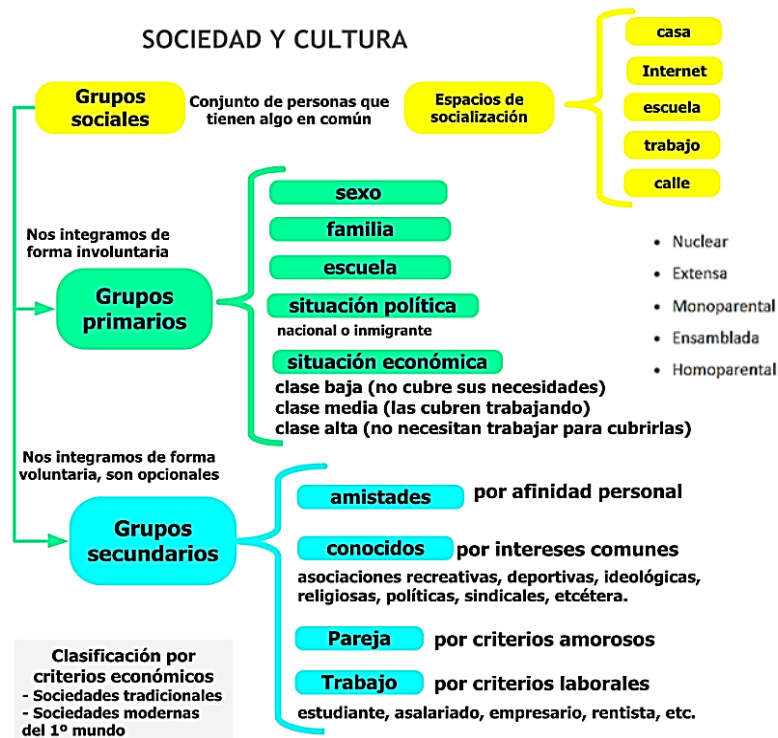 SOCIEDAD Y CULTURA
Grupos
sociales
Conjunto de personas que
tienen algo en común
Espacios de
socialización
casa
Internet
escuela
trabajo
calle
Nos integramos de
forma involuntaria
Grupos
primarios
sexo
familia
escuela
situación política
nacional o inmigrante
situación económica
clase baja (no cubre sus necesidades)
clase media (las cubren trabajando)
clase alta (no necesitan trabajar para cubrirlas)
• Nuclear
• Extensa
• Monoparental
• Ensamblada
• Homoparental
Nos integramos de forma
voluntaria, son opcionales
Grupos
secundarios
amistades por afinidad personal
conocidos por intereses comunes
asociaciones recreativas, deportivas, ideológicas,
religiosas, políticas, sindicales, etcétera.
Pareja por criterios amorosos
Trabajo por criterios laborales
estudiante, asalariado, empresario, rentista, etc.
Clasificación por
criterios económicos
- Sociedades tradicionales
- Sociedades modernas
del 1º mundo